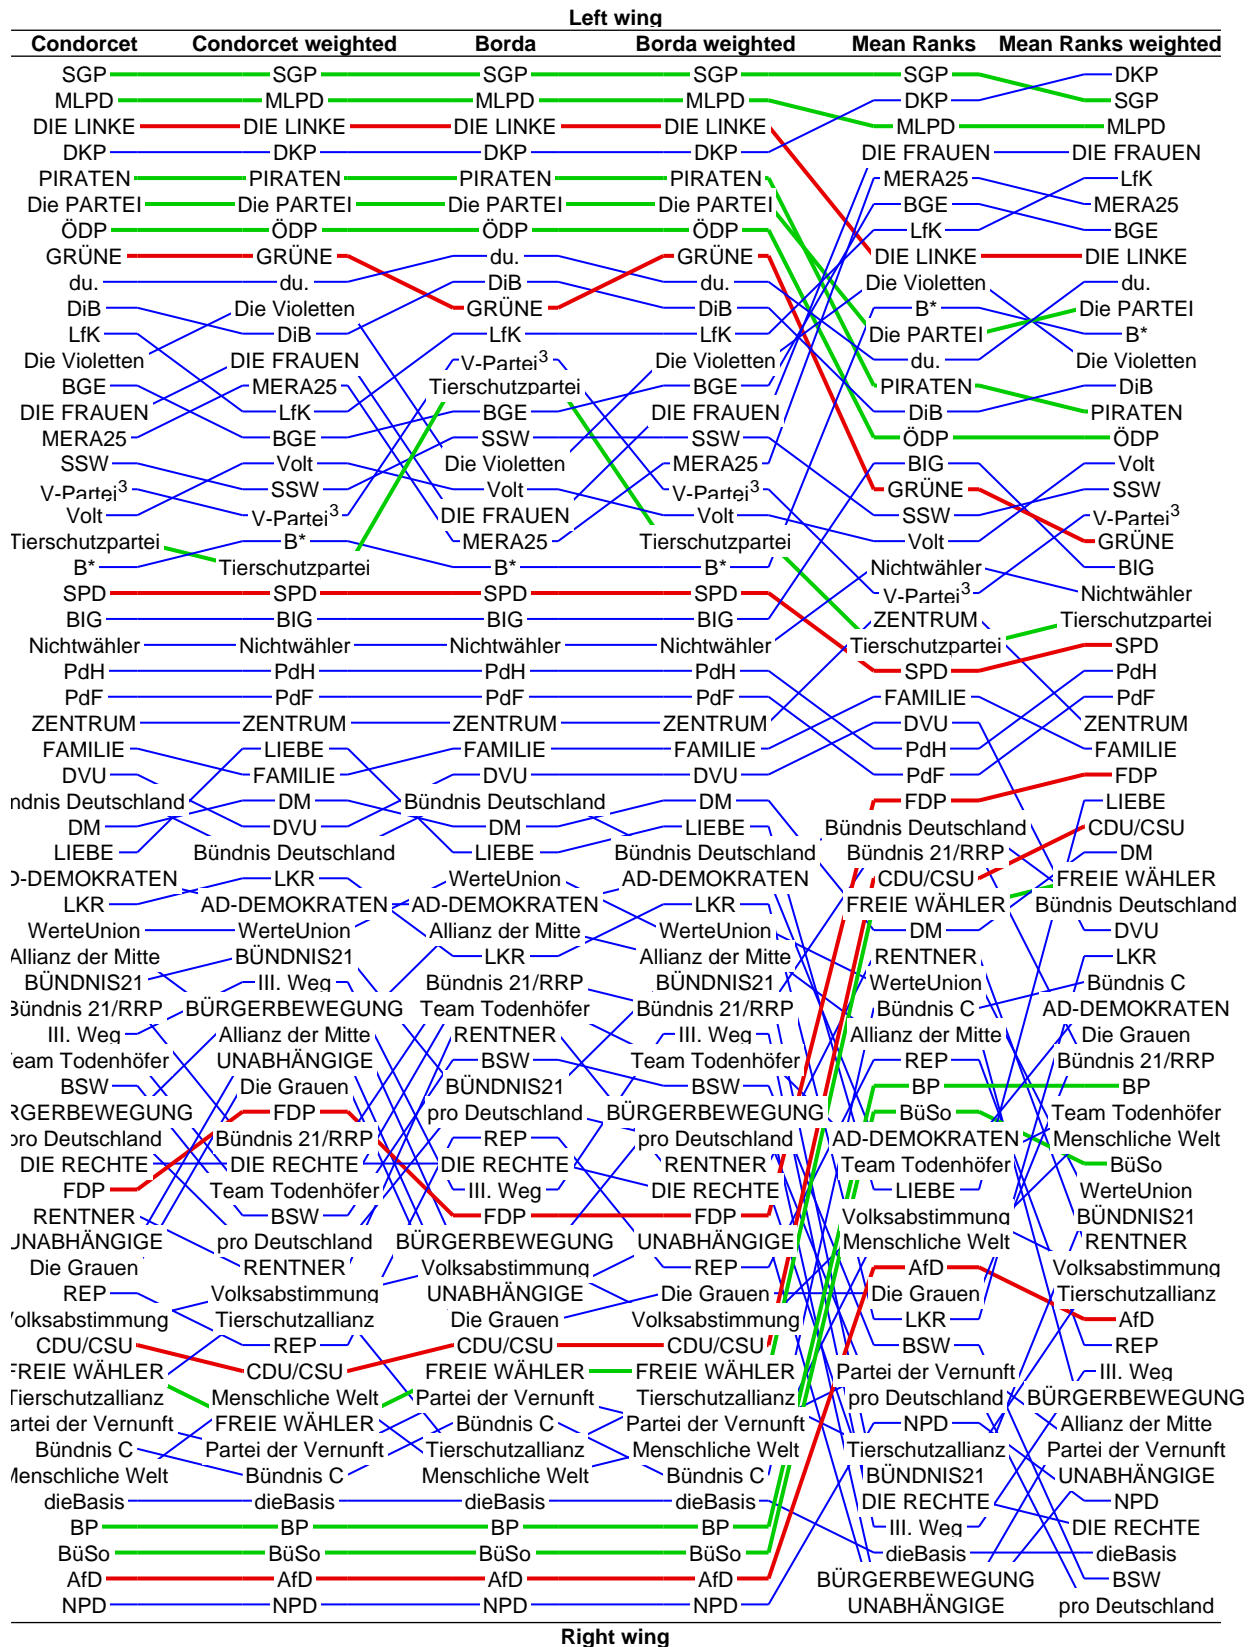 Left wing
Condorcet Condorcet weighted Borda Borda weighted Mean Ranks Mean Ranks weighted
SGP SGP SGP SGP SGP DKP
MLPD MLPD MLPD MLPD DKP SGP
DIE LINKE DIE LINKE DIE LINKE DIE LINKE MLPD MLPD
DKP DKP DKP DKP DIE FRAUEN DIE FRAUEN
PIRATEN PIRATEN PIRATEN PIRATEN MERA25 LfK
Die PARTEI Die PARTEI Die PARTEI Die PARTEI BGE MERA25
ÖDP ÖDP ÖDP ÖDP LfK BGE
GRÜNE GRÜNE du. GRÜNE DIE LINKE DIE LINKE
du. du. DiB du. Die Violetten du.
DiB Die Violetten GRÜNE DiB B* Die PARTEI
LfK DiB LfK LfK Die PARTEI B*
Die Violetten DIE FRAUEN V-Partei³ Die Violetten du. Die Violetten
BGE MERA25 Tierschutzpartei BGE PIRATEN DiB
DIE FRAUEN LfK BGE DIE FRAUEN DiB PIRATEN
MERA25 BGE SSW SSW ÖDP ÖDP
SSW Volt Die Violetten MERA25 BIG Volt
V-Partei³ SSW Volt V-Partei³ GRÜNE SSW
Volt V-Partei³ DIE FRAUEN Volt SSW V-Partei³
Tierschutzpartei B* MERA25 Tierschutzpartei Volt GRÜNE
B* Tierschutzpartei B* B* Nichtwähler BIG
SPD SPD SPD SPD V-Partei³ Nichtwähler
BIG BIG BIG BIG ZENTRUM Tierschutzpartei
Nichtwähler Nichtwähler Nichtwähler Nichtwähler Tierschutzpartei SPD
PdH PdH PdH PdH SPD PdH
PdF PdF PdF PdF FAMILIE PdF
ZENTRUM ZENTRUM ZENTRUM ZENTRUM DVU ZENTRUM
FAMILIE LIEBE FAMILIE FAMILIE PdH FAMILIE
DVU FAMILIE DVU DVU PdF FDP
ndnis Deutschland DM Bündnis Deutschland DM FDP LIEBE
DM DVU DM LIEBE Bündnis Deutschland CDU/CSU
LIEBE Bündnis Deutschland LIEBE Bündnis Deutschland Bündnis 21/RRP DM
D-DEMOKRATEN LKR WerteUnion AD-DEMOKRATEN CDU/CSU FREIE WÄHLER
LKR AD-DEMOKRATEN AD-DEMOKRATEN LKR FREIE WÄHLER Bündnis Deutschland
WerteUnion WerteUnion Allianz der Mitte WerteUnion DM DVU
Allianz der Mitte BÜNDNIS21 LKR Allianz der Mitte RENTNER LKR
BÜNDNIS21 III. Weg Bündnis 21/RRP BÜNDNIS21 WerteUnion Bündnis C
Bündnis 21/RRP BÜRGERBEWEGUNG Team Todenhöfer Bündnis 21/RRP Bündnis C AD-DEMOKRATEN
III. Weg Allianz der Mitte RENTNER III. Weg Allianz der Mitte Die Grauen
Team Todenhöfer UNABHÄNGIGE BSW Team Todenhöfer REP Bündnis 21/RRP
BSW Die Grauen BÜNDNIS21 BSW BP BP
RGERBEWEGUNG FDP pro Deutschland BÜRGERBEWEGUNG BüSo Team Todenhöfer
pro Deutschland Bündnis 21/RRP REP pro Deutschland AD-DEMOKRATEN Menschliche Welt
DIE RECHTE DIE RECHTE DIE RECHTE RENTNER Team Todenhöfer BüSo
FDP Team Todenhöfer III. Weg DIE RECHTE LIEBE WerteUnion
RENTNER BSW FDP FDP Volksabstimmung BÜNDNIS21
UNABHÄNGIGE pro Deutschland BÜRGERBEWEGUNG UNABHÄNGIGE Menschliche Welt RENTNER
Die Grauen RENTNER Volksabstimmung REP AfD Volksabstimmung
REP Volksabstimmung UNABHÄNGIGE Die Grauen Die Grauen Tierschutzallianz
Volksabstimmung Tierschutzallianz Die Grauen Volksabstimmung LKR AfD
CDU/CSU REP CDU/CSU CDU/CSU BSW REP
FREIE WÄHLER CDU/CSU FREIE WÄHLER FREIE WÄHLER Partei der Vernunft III. Weg
Tierschutzallianz Menschliche Welt Partei der Vernunft Tierschutzallianz pro Deutschland BÜRGERBEWEGUNG
artei der Vernunft FREIE WÄHLER Bündnis C Partei der Vernunft NPD Allianz der Mitte
Bündnis C Partei der Vernunft Tierschutzallianz Menschliche Welt Tierschutzallianz Partei der Vernunft
Menschliche Welt Bündnis C Menschliche Welt Bündnis C BÜNDNIS21 UNABHÄNGIGE
dieBasis dieBasis dieBasis dieBasis DIE RECHTE NPD
BP BP BP BP III. Weg DIE RECHTE
BüSo BüSo BüSo BüSo dieBasis dieBasis
AfD AfD AfD AfD BÜRGERBEWEGUNG BSW
NPD NPD NPD NPD UNABHÄNGIGE pro Deutschland
Right wing